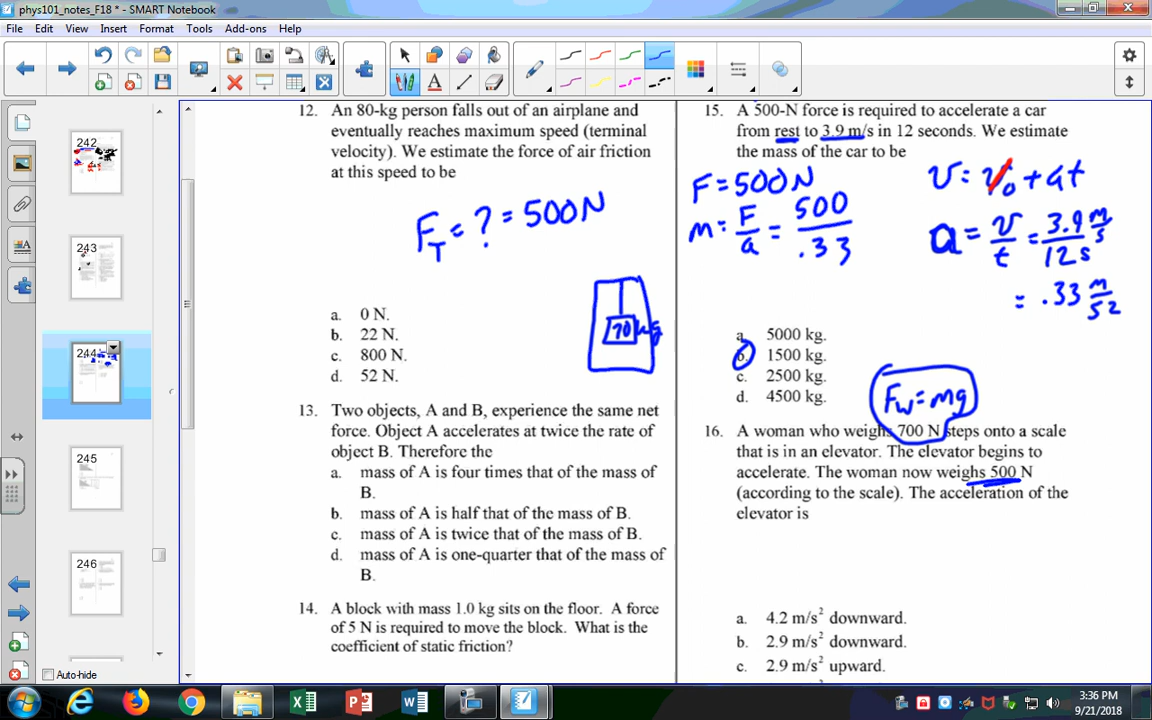 phys101_notes_F18 * - SMART Notebook
File Edit View Insert Format Tools Add-ons Help
242
243
244
245
246
Auto-hide
12. An 80-kg person falls out of an airplane and
eventually reaches maximum speed (terminal
velocity). We estimate the force of air friction
at this speed to be
F_T = ? = 500N
70 kg
a. 0 N.
b. 22 N.
c. 800 N.
d. 52 N.
13. Two objects, A and B, experience the same net
force. Object A accelerates at twice the rate of
object B. Therefore the
a. mass of A is four times that of the mass of
B.
b. mass of A is half that of the mass of B.
c. mass of A is twice that of the mass of B.
d. mass of A is one-quarter that of the mass of
B.
14. A block with mass 1.0 kg sits on the floor. A force
of 5 N is required to move the block. What is the
coefficient of static friction?
15. A 500-N force is required to accelerate a car
from rest to 3.9 m/s in 12 seconds. We estimate
the mass of the car to be
F = 500 N
m = F/a = 500/.33
v = v₀ + at
a = v/t = 3.9 m/s / 12 s
= .33 m/s2
a. 5000 kg.
b. 1500 kg.
c. 2500 kg.
d. 4500 kg.
F_w = mg
16. A woman who weighs 700 N steps onto a scale
that is in an elevator. The elevator begins to
accelerate. The woman now weighs 500 N
(according to the scale). The acceleration of the
elevator is
a. 4.2 m/s² downward.
b. 2.9 m/s² downward.
c. 2.9 m/s² upward.
3:36 PM
9/21/2018